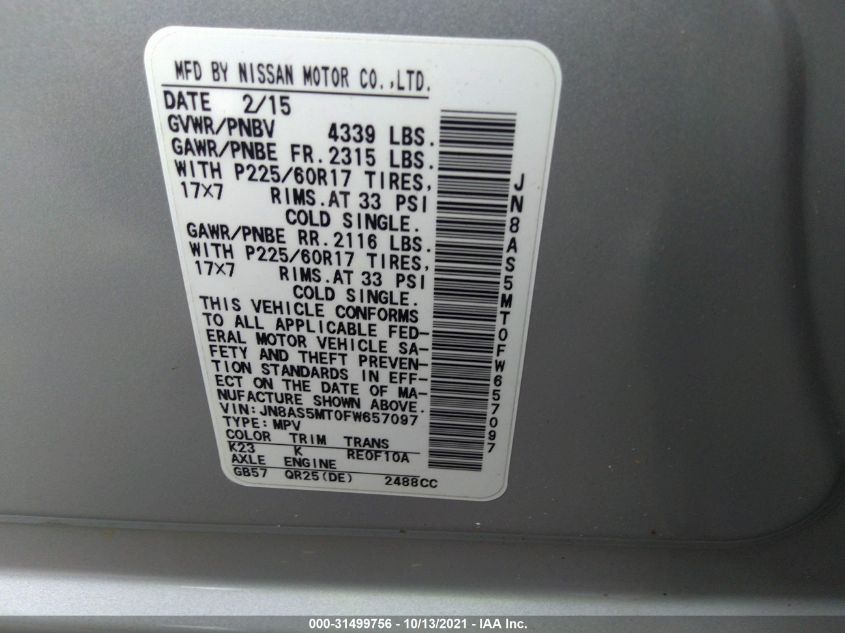 MFD BY NISSAN MOTOR CO.,LTD.
DATE 2/15
GVWR/PNBV 4339 LBS.
GAWR/PNBE FR. 2315 LBS.
WITH P225/60R17 TIRES,
17X7 RIMS. AT 33 PSI
COLD SINGLE.
GAWR/PNBE RR. 2116 LBS.
WITH P225/60R17 TIRES,
17X7 RIMS. AT 33 PSI
COLD SINGLE.
THIS VEHICLE CONFORMS
TO ALL APPLICABLE FED-
ERAL MOTOR VEHICLE SA-
FETY AND THEFT PREVEN-
TION STANDARDS IN EFF-
ECT ON THE DATE OF MA-
NUFACTURE SHOWN ABOVE.
VIN: JN8AS5MT0FW657097
TYPE: MPV
COLOR TRIM TRANS
K23 K RE0F10A
AXLE ENGINE
GB57 QR25(DE) 2488CC
JN8AS5MT0FW657097
000-31499756 - 10/13/2021 - IAA Inc.